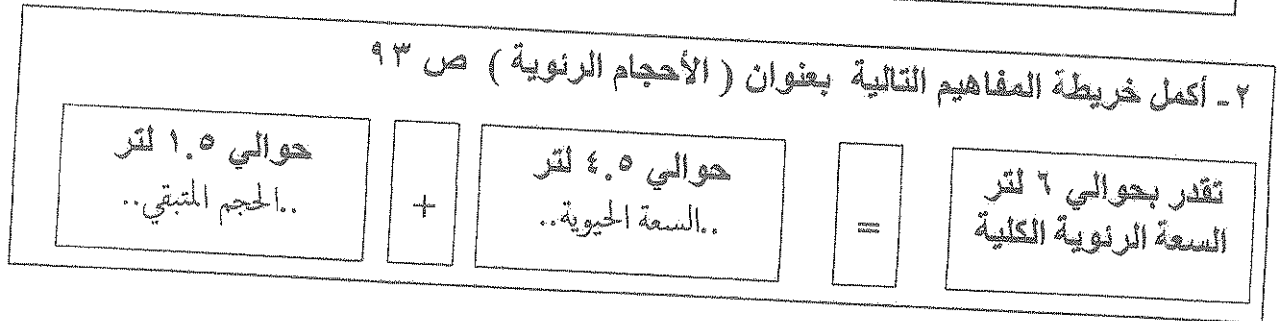 ٢ - أكمل خريطة المفاهيم التالية بعنوان ( الأحجام الرئوية ) ص ٩٣
تقدر بحوالي ٦ لتر
السعة الرئوية الكلية
=
حوالي ٤.٥ لتر
..السعة الحيوية..
+
حوالي ١.٥ لتر
..الحجم المتبقي..